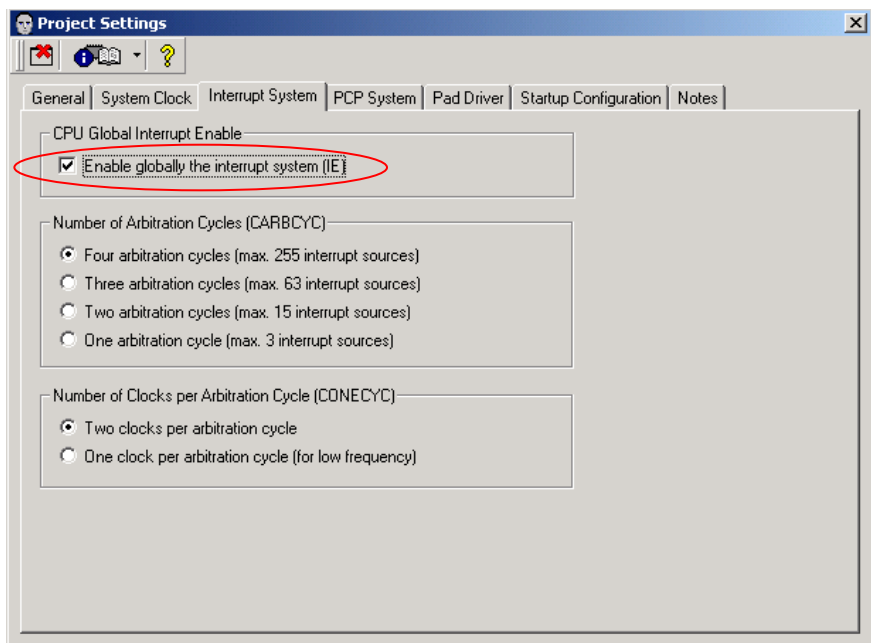 Project Settings
General System Clock Interrupt System PCP System Pad Driver Startup Configuration Notes
CPU Global Interrupt Enable
Enable globally the interrupt system (IE)
Number of Arbitration Cycles (CARBCYC)
Four arbitration cycles (max. 255 interrupt sources)
Three arbitration cycles (max. 63 interrupt sources)
Two arbitration cycles (max. 15 interrupt sources)
One arbitration cycle (max. 3 interrupt sources)
Number of Clocks per Arbitration Cycle (CONECYC)
Two clocks per arbitration cycle
One clock per arbitration cycle (for low frequency)